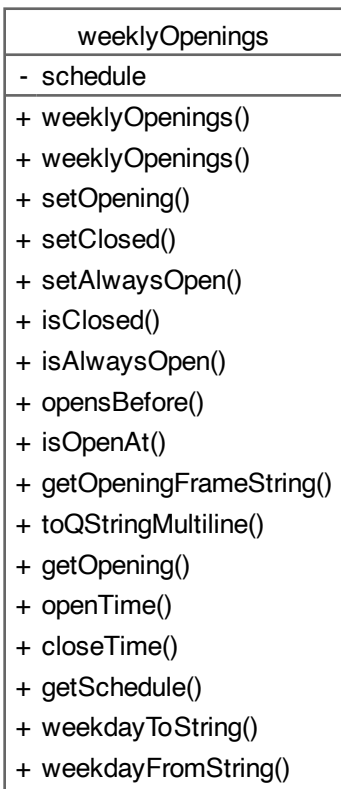 weeklyOpenings
- schedule
+ weeklyOpenings()
+ weeklyOpenings()
+ setOpening()
+ setClosed()
+ setAlwaysOpen()
+ isClosed()
+ isAlwaysOpen()
+ opensBefore()
+ isOpenAt()
+ getOpeningFrameString()
+ toQStringMultiline()
+ getOpening()
+ openTime()
+ closeTime()
+ getSchedule()
+ weekdayToString()
+ weekdayFromString()